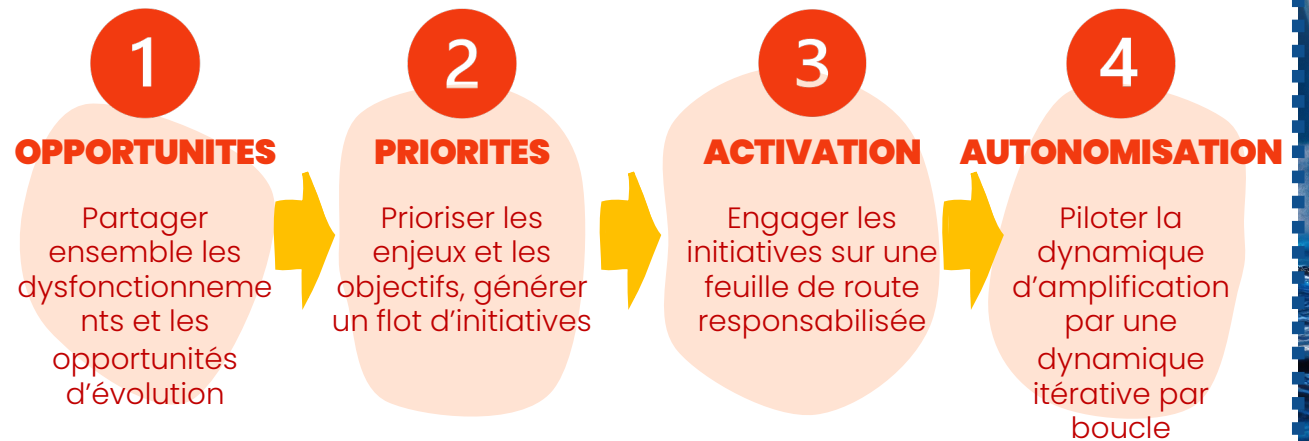 1
OPPORTUNITES
Partager
ensemble les
dysfonctionneme
nts et les
opportunités
d’évolution
2
PRIORITES
Prioriser les
enjeux et les
objectifs, générer
un flot d’initiatives
3
ACTIVATION
Engager les
initiatives sur une
feuille de route
responsabilisée
4
AUTONOMISATION
Piloter la
dynamique
d’amplification
par une
dynamique
itérative par
boucle